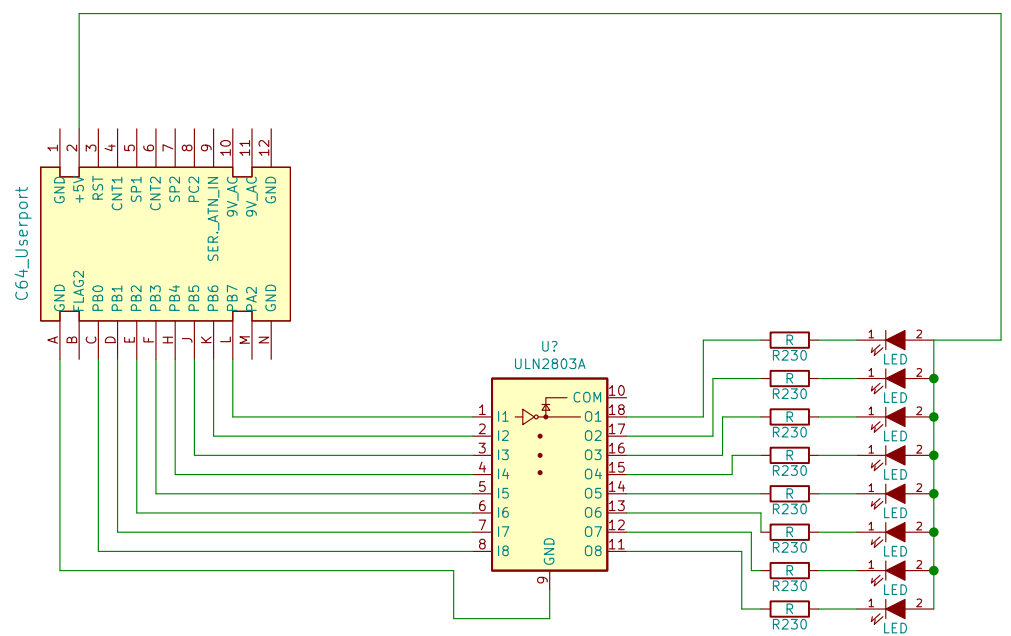 1 2 3 4 5 6 7 8 9 10 11 12
GND +5V RST CNT1 SP1 CNT2 SP2 PC2 SER._ATN_IN 9V_AC 9V_AC GND
C64_Userport
GND FLAG2 PB0 PB1 PB2 PB3 PB4 PB5 PB6 PB7 PA2 GND
A B C D E F H J K L M N
U?
ULN2803A
COM 10
1 I1 O1 18
2 I2 O2 17
3 I3 O3 16
4 I4 O4 15
5 I5 O5 14
6 I6 O6 13
7 I7 O7 12
8 I8 O8 11
GND
9
R 1 2
R230 LED
R 1 2
R230 LED
R 1 2
R230 LED
R 1 2
R230 LED
R 1 2
R230 LED
R 1 2
R230 LED
R 1 2
R230 LED
R 1 2
R230 LED